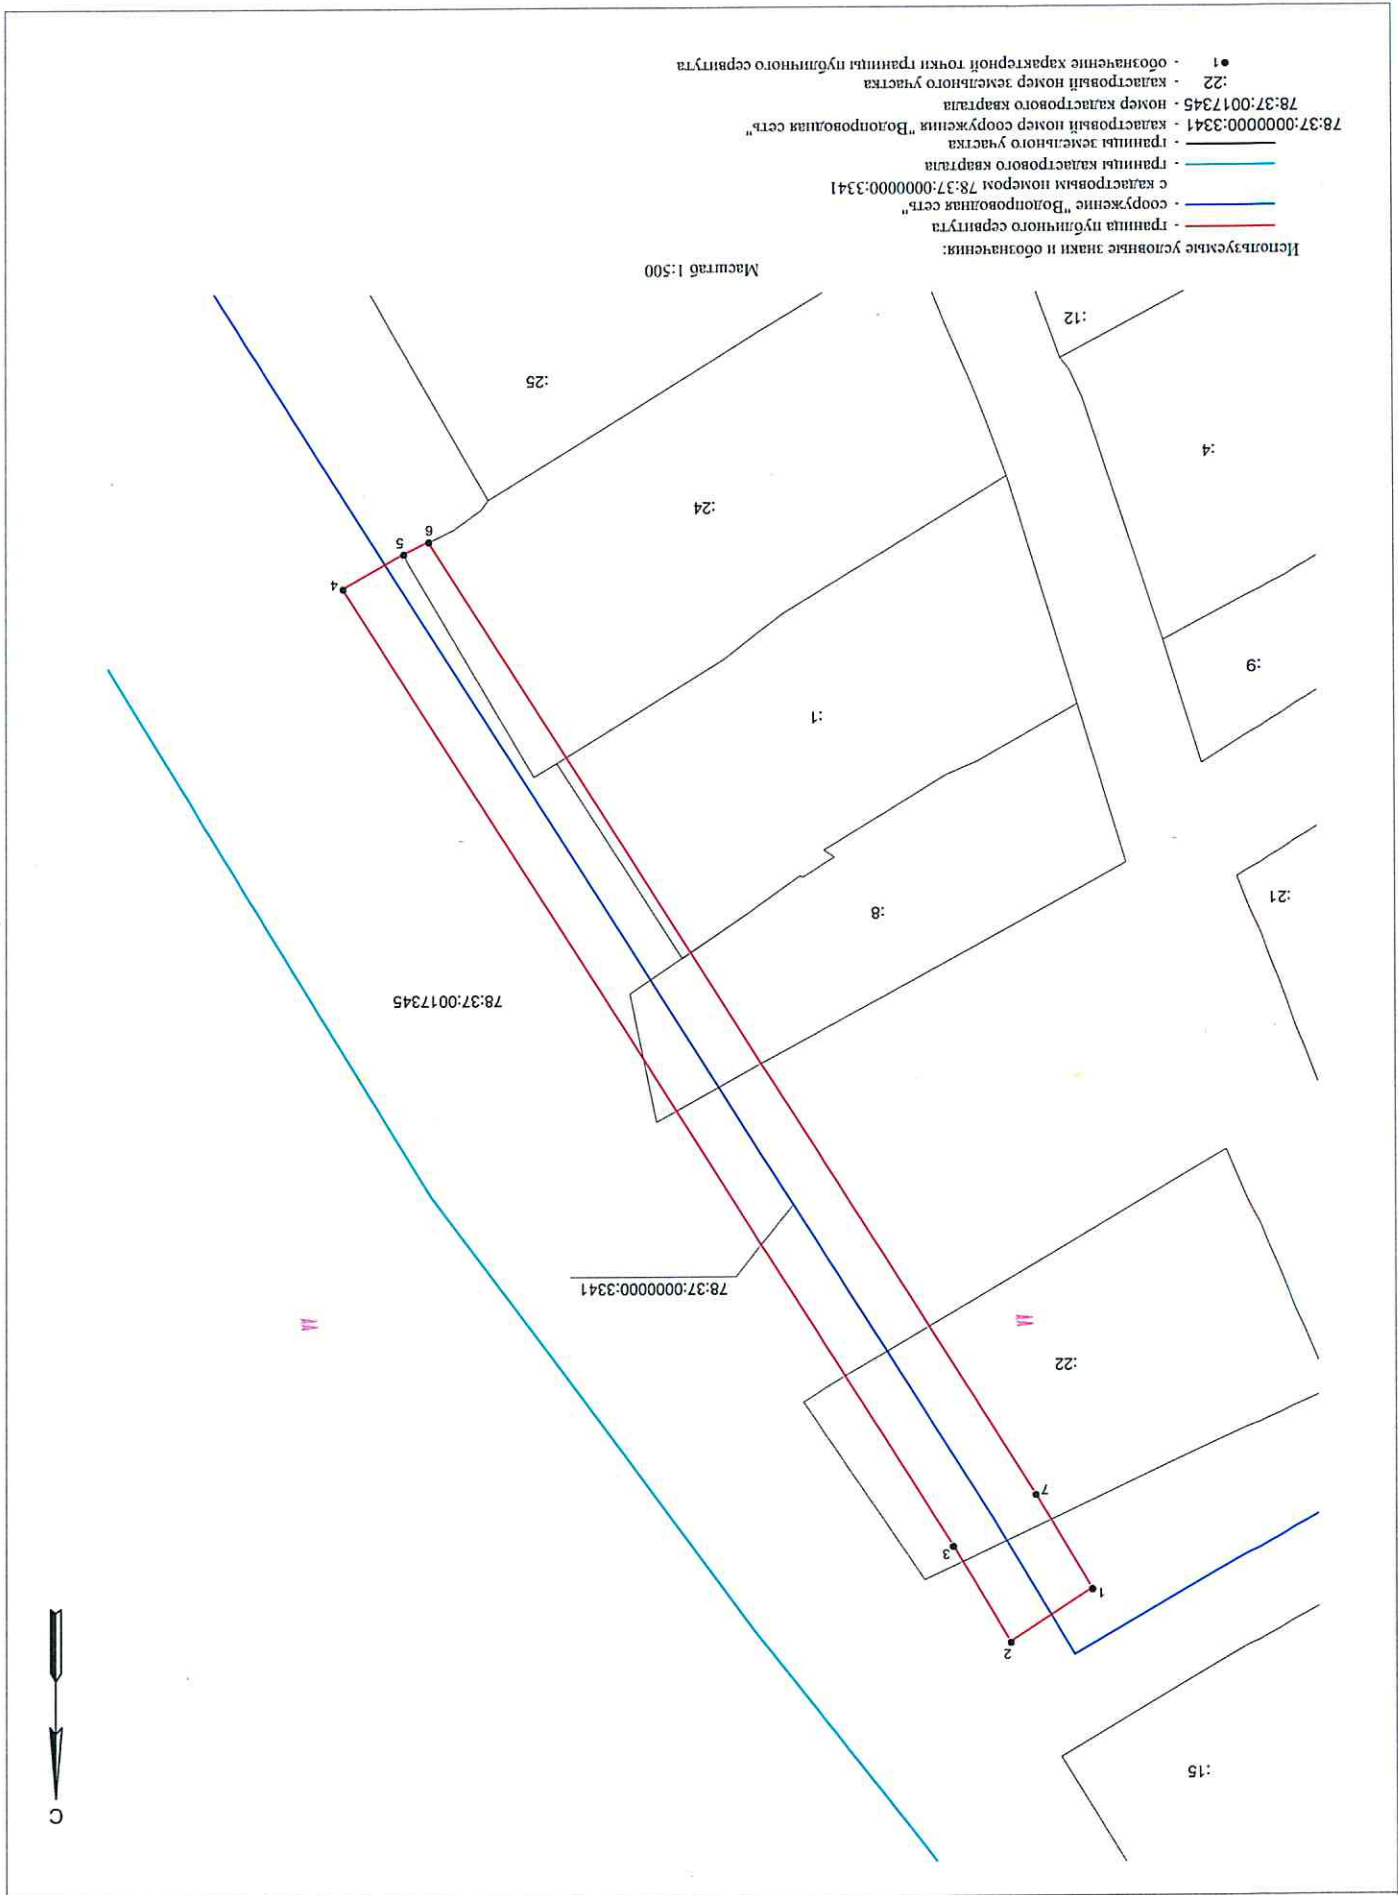 С
:15
2
1
3
7
:22
78:37:0000000:3341
78:37:0017345
:8
:21
:1
:9
4
5
6
:24
:4
:25
:12
Масштаб 1:500
Используемые условные знаки и обозначения:
- граница публичного сервитута
- сооружение "Водопроводная сеть"
с кадастровым номером 78:37:0000000:3341
- границы кадастрового квартала
- границы земельного участка
78:37:0000000:3341 - кадастровый номер сооружения "Водопроводная сеть"
78:37:0017345 - номер кадастрового квартала
:22 - кадастровый номер земельного участка
●1 - обозначение характерной точки границы публичного сервитута